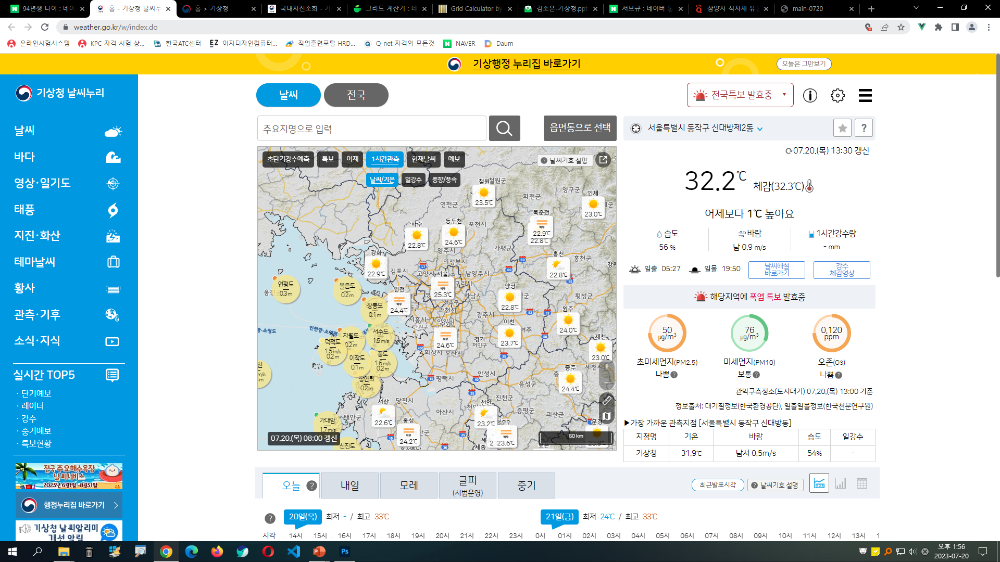 94년생 나이 : 네이
홈 - 기상청 날씨누
홈 > 기상청
국내지진조회 - 기
그리드 계산기 : 네
Grid Calculator by
김소은-기상청.ppt
서브큐 : 네이버 통
삼양사 식자재 유통
main-0720
weather.go.kr/w/index.do
온라인시험시스템
KPC 자격 시험 상...
한국ATC센터
EZ 이지디자인컴퓨터...
직업훈련포털 HRD...
Q-net 자격의 모든것
NAVER
Daum
기상행정 누리집 바로가기
오늘은 그만보기
기상청 날씨누리
날씨
바다
영상·일기도
태풍
지진·화산
테마날씨
황사
관측·기후
소식·지식
실시간 TOP5
· 단기예보
· 레이더
· 강수
· 중기예보
· 특보현황
전국 주요해수욕장
날씨서비스
2023년 6월1일~8월31일
행정누리집 바로가기
기상청 날씨알리미
개선 알림
날씨
전국
전국특보 발효중
주요지명으로 입력
읍면동으로 선택
초단기강수예측
특보
어제
1시간관측
현재날씨
예보
날씨/기온
일강수
풍향/풍속
? 날씨기호 설명
철원 철원군
23.5℃
화천군
양구군
인제
23.0℃
연천군
북춘천
22.9℃
22.8℃
동두천
24.6℃
포천시
파주
22.8℃
양주시
의정부시
가평군
홍천
홍천군
22.8℃
강화
22.9℃
김포시
고양시
서울
25.3℃
남양주시
구리시
하남시
양평
22.8℃
횡성군
인천
24.4℃
연평도
0.3m
볼음도
0.2m
장봉도
0.1m
과천시
광주시
시흥시
원주
24.0℃
이천
23.7℃
여주
인천항-소연평
서수도
1.5m/s
자월도
0.2m
덕적도
1.5m/s
0.2m
이작도
0.1m
풍도
1.6m/s
0.2m
수원
24.6℃
경기
처인구
화성시 오산시
제천
23.0℃
제천시
충주
24.4℃
장안퇴
0.2m
평택시
안성시
음성군
서산
22.6℃
당진시
태안군
아산시
천안
23.2℃
진천군
증평군
괴산군
문경
가대암
1.7m/s
홍성
24.2℃
23.6℃
신진도
50 km
07.20.(목) 08:00 갱신
서울특별시 동작구 신대방제2동
?
07.20.(목) 13:30 갱신
32.2℃ 체감(32.3℃)
어제보다 1℃ 높아요
습도
56 %
바람
남 0.9 m/s
1시간강수량
- mm
일출 05:27
일몰 19:50
날씨해설
바로가기
강수
체감영상
해당지역에 폭염 특보 발효중
50
μg/m³
초미세먼지(PM2.5)
나쁨
76
μg/m³
미세먼지(PM10)
보통
0.120
ppm
오존(O3)
나쁨
관악구측정소(도시대기) 07.20.(목) 13:00 기준
정보출처: 대기질정보(한국환경공단), 일출일몰정보(한국천문연구원)
▶가장 가까운 관측지점 [서울특별시 동작구 신대방동]
지점명 기온 바람 습도 일강수
기상청 31.9℃ 남서 0.5m/s 54% -
오늘 ?
내일
모레
글피
(시범운영)
중기
최근발표시각
? 날씨기호 설명
? 20일(목) 최저 - / 최고 33℃
21일(금) 최저 24℃ / 최고 33℃
시각 14시 15시 16시 17시 18시 19시 20시 21시 22시 23시 0시 01시 02시 03시 04시 05시 06시 07시 08시 09시 10시 11시 12시 13시 1
오후 1:56
2023-07-20